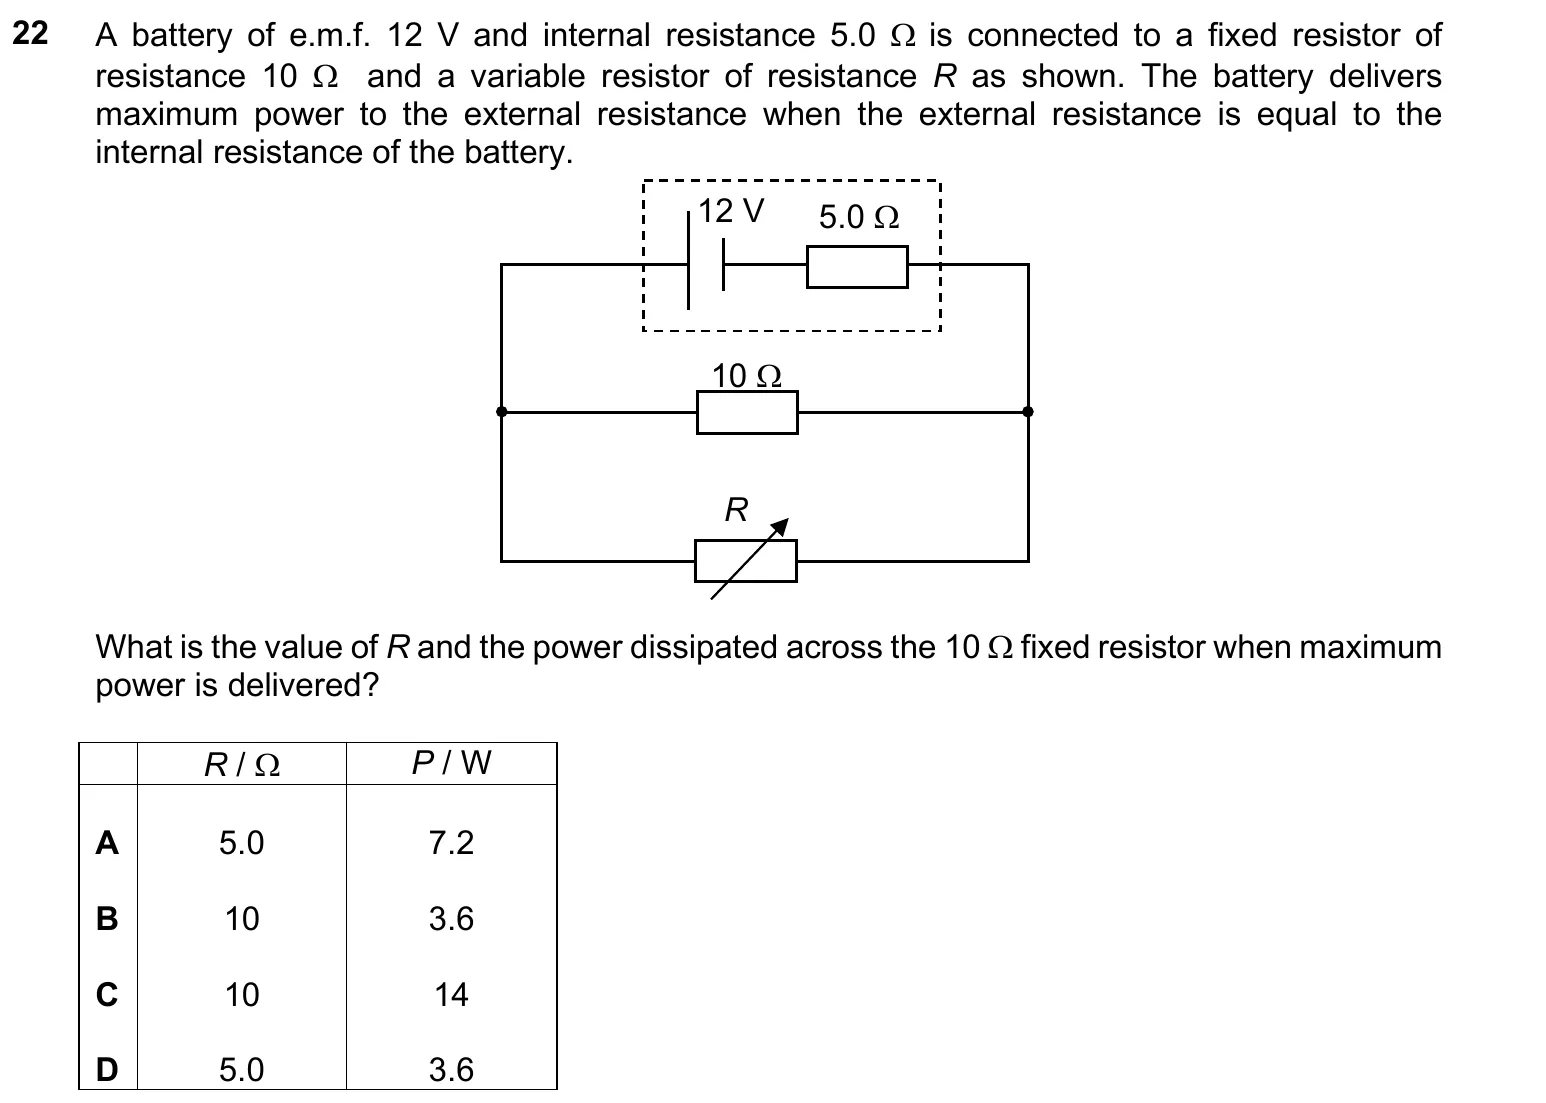 22 A battery of e.m.f. 12 V and internal resistance 5.0 Ω is connected to a fixed resistor of
resistance 10 Ω and a variable resistor of resistance R as shown. The battery delivers
maximum power to the external resistance when the external resistance is equal to the
internal resistance of the battery.
12 V 5.0 Ω
10 Ω
R
What is the value of R and the power dissipated across the 10 Ω fixed resistor when maximum
power is delivered?
R / Ω P / W
A 5.0 7.2
B 10 3.6
C 10 14
D 5.0 3.6